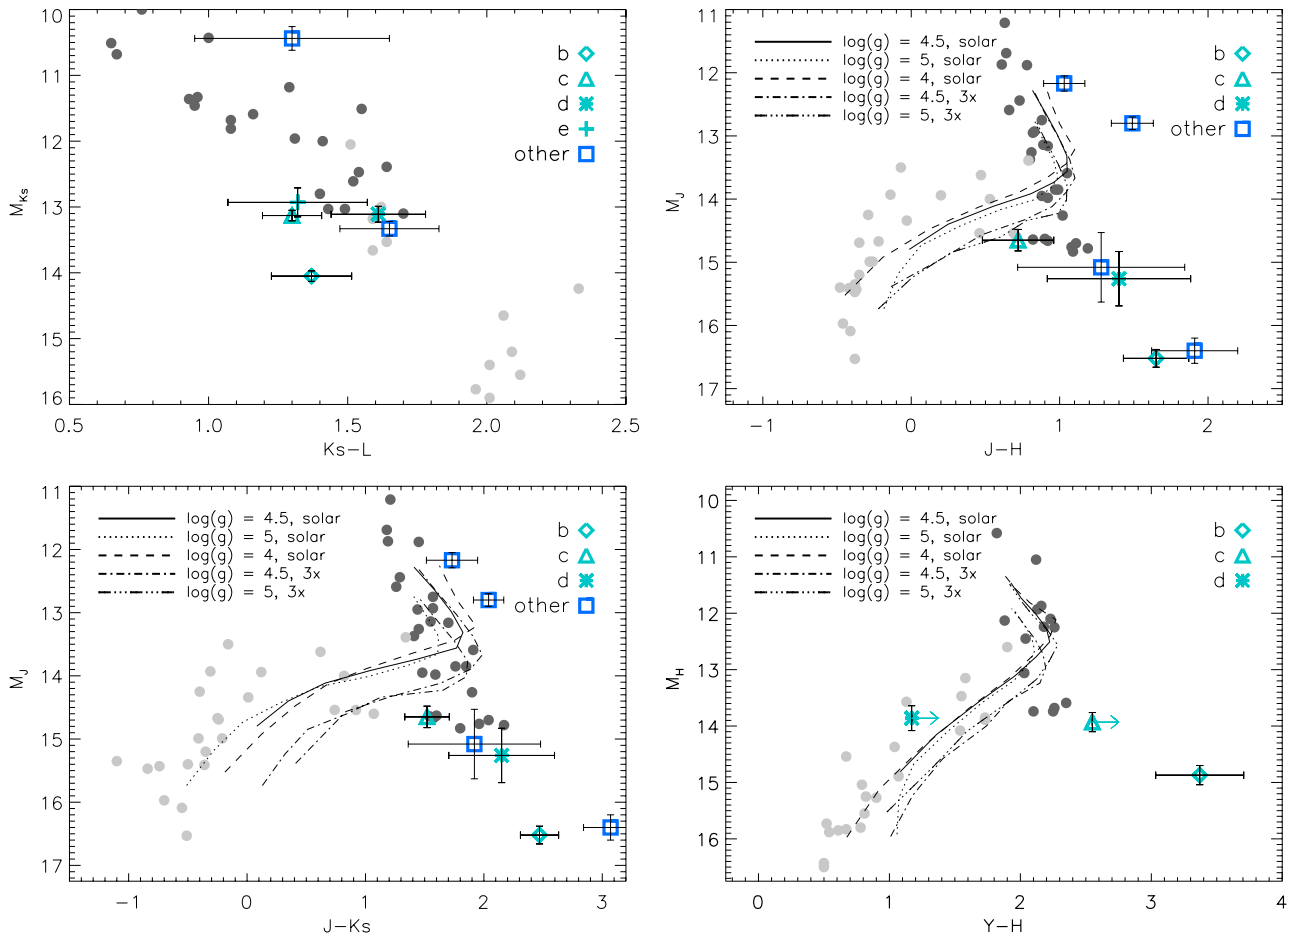 10
11
12
13
14
15
16
M_Ks
0.5 1.0 1.5 2.0 2.5
Ks−L
b
c
d
e
other
11
12
13
14
15
16
17
M_J
−1 0 1 2
J−H
log(g) = 4.5, solar
log(g) = 5, solar
log(g) = 4, solar
log(g) = 4.5, 3x
log(g) = 5, 3x
b
c
d
other
11
12
13
14
15
16
17
M_J
−1 0 1 2 3
J−Ks
log(g) = 4.5, solar
log(g) = 5, solar
log(g) = 4, solar
log(g) = 4.5, 3x
log(g) = 5, 3x
b
c
d
other
10
11
12
13
14
15
16
M_H
0 1 2 3 4
Y−H
log(g) = 4.5, solar
log(g) = 5, solar
log(g) = 4, solar
log(g) = 4.5, 3x
log(g) = 5, 3x
b
c
d